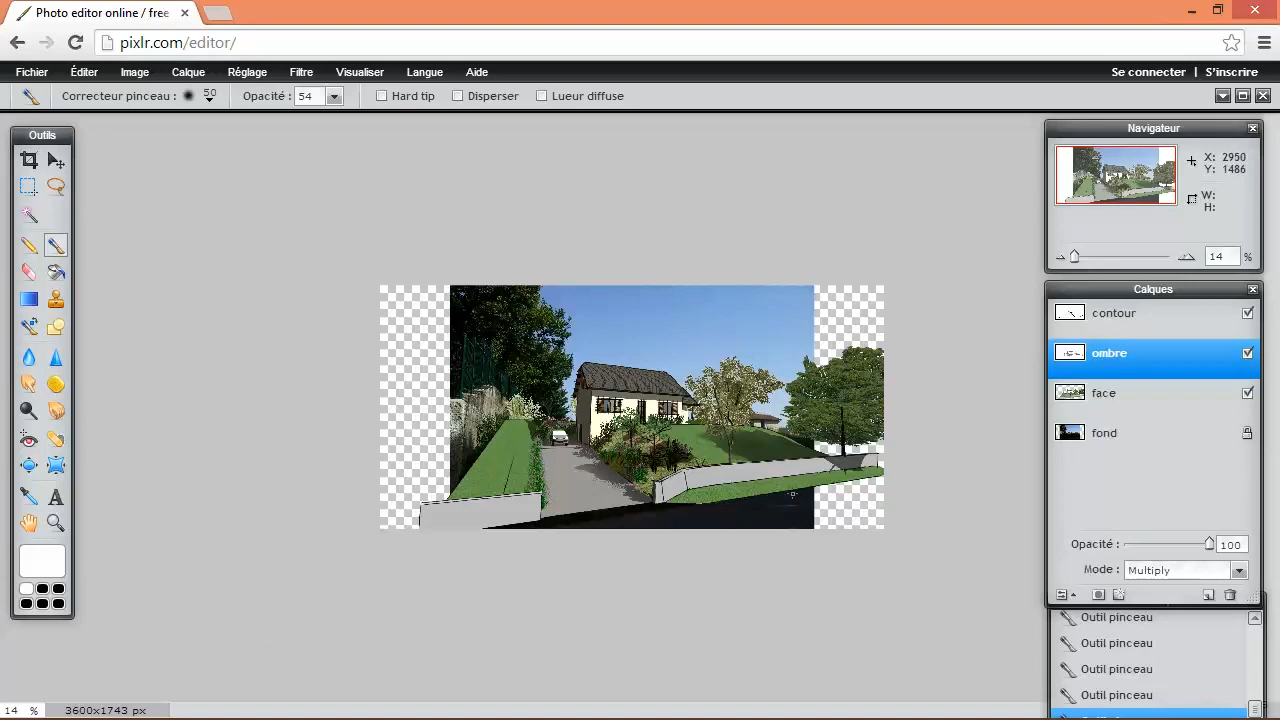 Photo editor online / free
pixlr.com/editor/
Fichier Éditer Image Calque Réglage Filtre Visualiser Langue Aide Se connecter | S'inscrire
Correcteur pinceau : 50 Opacité : 54 Hard tip Disperser Lueur diffuse
Outils
Navigateur
X: 2950
Y: 1486
W:
H:
14 %
Calques
contour
ombre
face
fond
Opacité : 100
Mode : Multiply
Outil pinceau
Outil pinceau
Outil pinceau
Outil pinceau
14 % 3600x1743 px